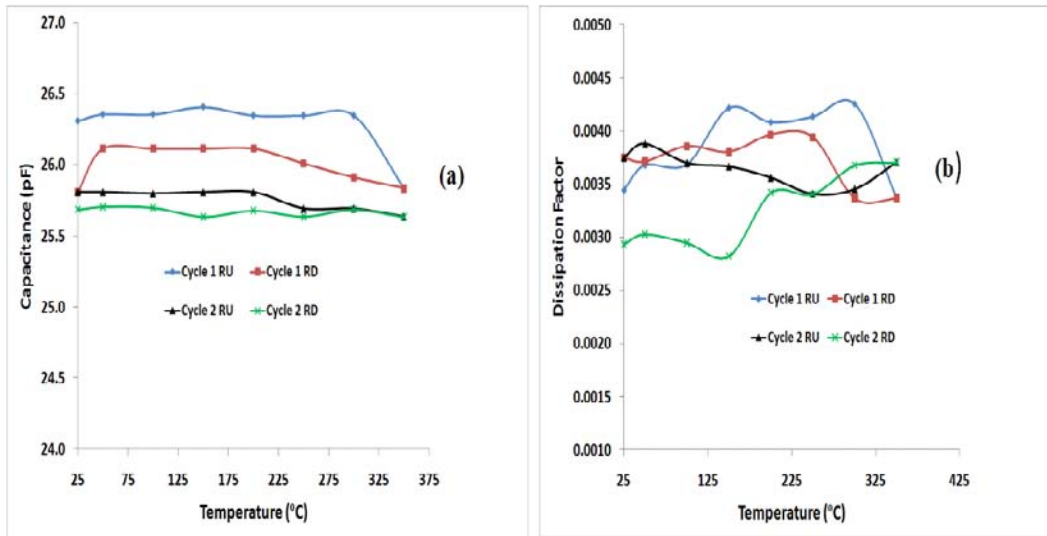 27.0
26.5
26.0
25.5
25.0
24.5
24.0
Capacitance (pF)
(a)
Cycle 1 RU Cycle 1 RD
Cycle 2 RU Cycle 2 RD
25 75 125 175 225 275 325 375
Temperature (°C)
0.0050
0.0045
0.0040
0.0035
0.0030
0.0025
0.0020
0.0015
0.0010
Dissipation Factor
(b)
Cycle 1 RU Cycle 1 RD
Cycle 2 RU Cycle 2 RD
25 125 225 325 425
Temperature (°C)